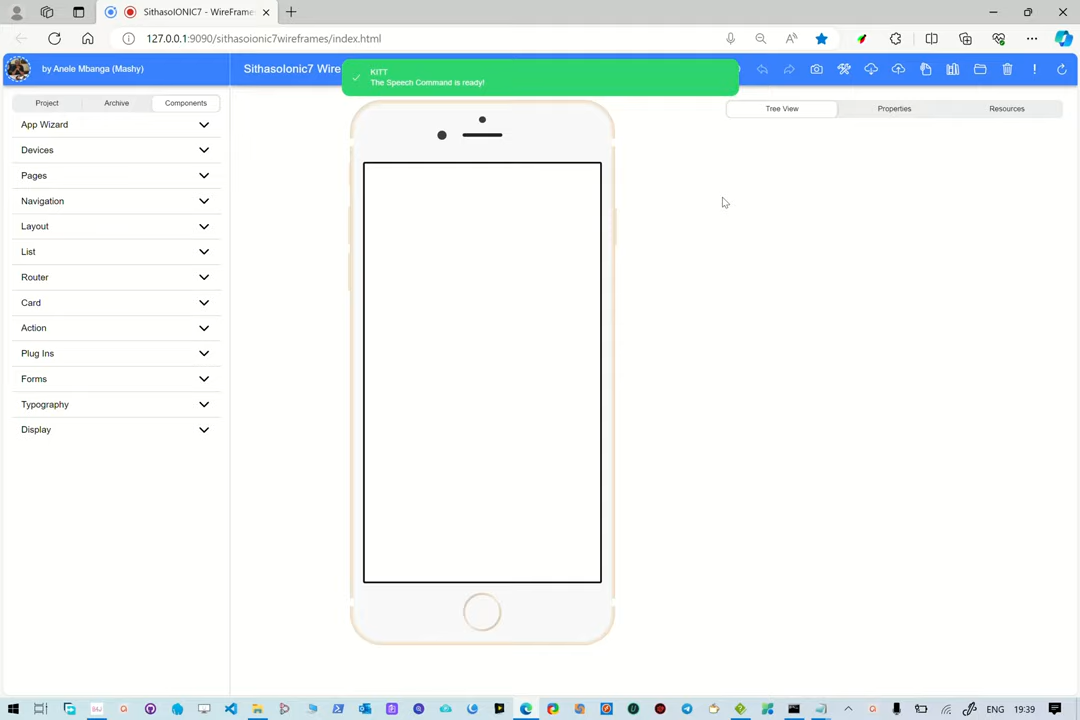 SithasoIONIC7 - WireFrame
127.0.0.1:9090/sithasoionic7wireframes/index.html
by Anele Mbanga (Mashy)
SithasoIonic7 Wire
KITT
The Speech Command is ready!
Project
Archive
Components
Tree View
Properties
Resources
App Wizard
Devices
Pages
Navigation
Layout
List
Router
Card
Action
Plug Ins
Forms
Typography
Display
ENG
19:39